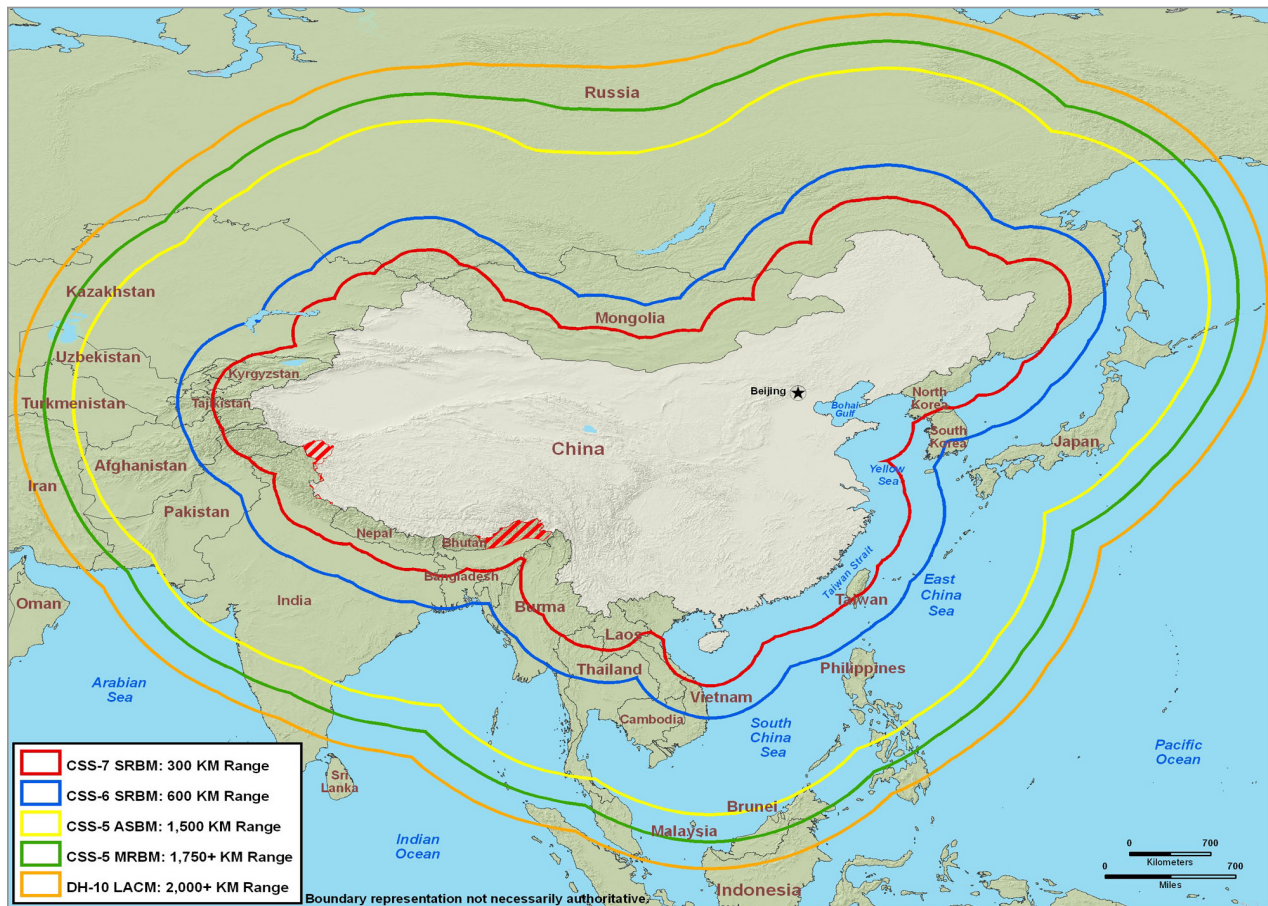 Russia
Kazakhstan
Mongolia
Uzbekistan
Kyrgyzstan
Turkmenistan
Tajikistan
Beijing
Bohai
Gulf
North
Korea
South
Korea
Japan
China
Afghanistan
Yellow
Sea
Iran
Pakistan
Nepal
Bhutan
Bangladesh
Taiwan Strait
East
China
Sea
Oman
India
Burma
Taiwan
Laos
Thailand
Philippines
Arabian
Sea
Vietnam
Cambodia
South
China
Sea
Pacific
Ocean
CSS-7 SRBM: 300 KM Range
CSS-6 SRBM: 600 KM Range
CSS-5 ASBM: 1,500 KM Range
CSS-5 MRBM: 1,750+ KM Range
DH-10 LACM: 2,000+ KM Range
Sri
Lanka
Brunei
Malaysia
Indian
Ocean
Indonesia
0 700
Kilometers
0 700
Miles
Boundary representation not necessarily authoritative.